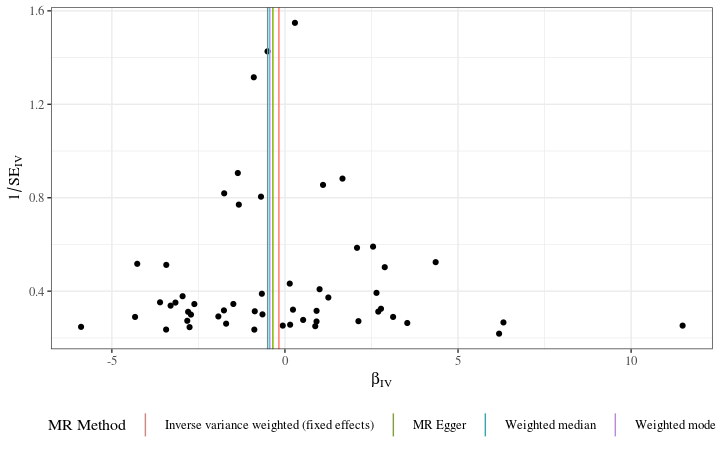 1.6
1.2
0.8
0.4
1/SE_IV
-5 0 5 10
β_IV
MR Method Inverse variance weighted (fixed effects) MR Egger Weighted median Weighted mode